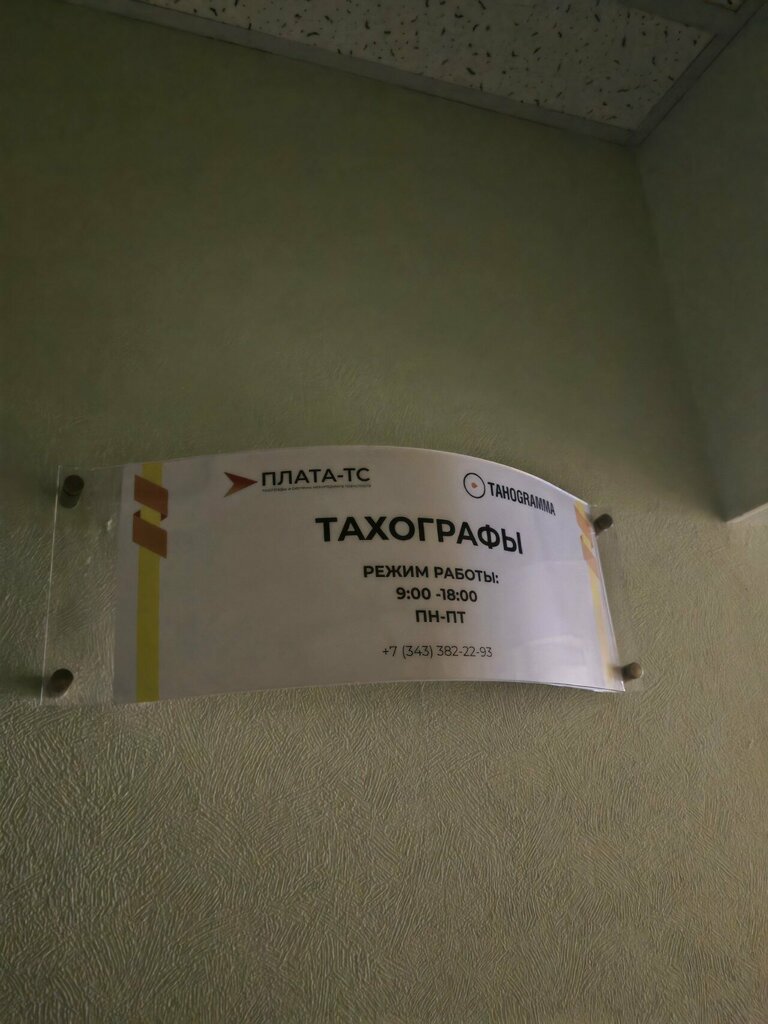 ПЛАТА-ТС
TAHOGRAMMA
ТАХОГРАФЫ
РЕЖИМ РАБОТЫ:
9:00 -18:00
ПН-ПТ
+7 (343) 382-22-93